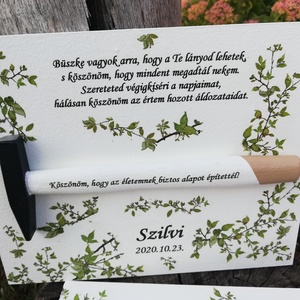 Büszke vagyok arra, hogy a Te lányod lehetek,
s köszönöm, hogy mindent megadtál nekem.
Szereteted végigkíséri a napjaimat,
hálásan köszönöm az értem hozott áldozataidat.
Köszönöm, hogy az életemnek biztos alapot építettél!
Szilvi
2020.10.23.